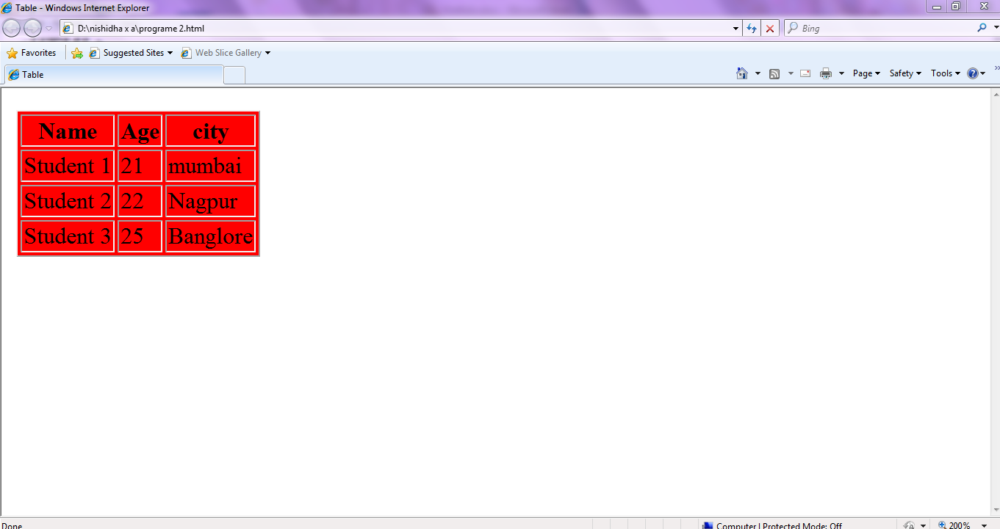 Table - Windows Internet Explorer
D:\nishidha x a\programe 2.html
Bing
Favorites Suggested Sites Web Slice Gallery
Table
Page Safety Tools
Name Age city
Student 1 21 mumbai
Student 2 22 Nagpur
Student 3 25 Banglore
Done Computer | Protected Mode: Off 200%